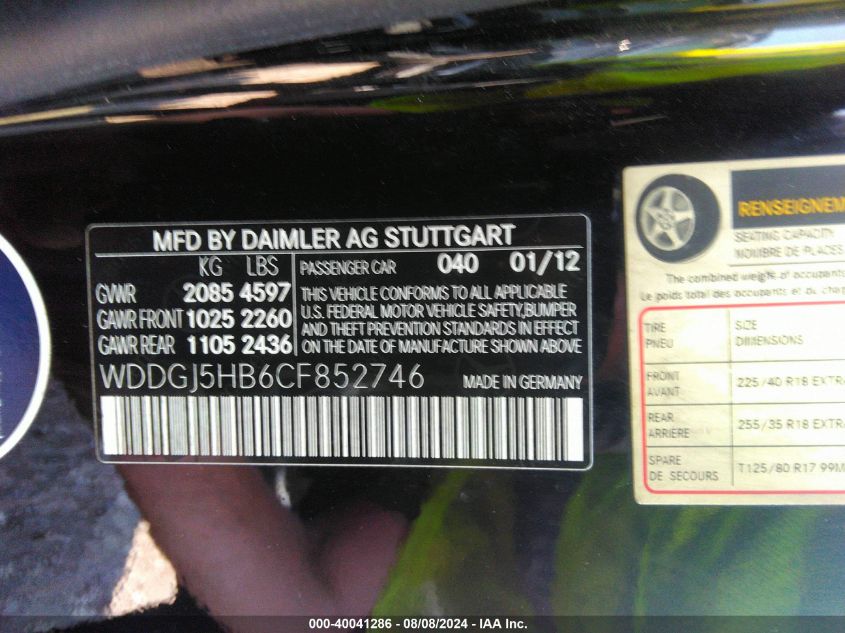 MFD BY DAIMLER AG STUTTGART
KG LBS
PASSENGER CAR 040 01/12
GVWR 2085 4597
GAWR FRONT 1025 2260
GAWR REAR 1105 2436
THIS VEHICLE CONFORMS TO ALL APPLICABLE
U.S. FEDERAL MOTOR VEHICLE SAFETY,BUMPER
AND THEFT PREVENTION STANDARDS IN EFFECT
ON THE DATE OF MANUFACTURE SHOWN ABOVE
WDDGJ5HB6CF852746 MADE IN GERMANY
RENSEIGNEM
SEATING CAPACITY
NOMBRE DE PLACES
The combined weight of occupants
Le poids total des occupants et du
TIRE SIZE
PNEU DIMENSIONS
FRONT
AVANT
225/40 R18 EXTRA
REAR
ARRIÈRE
255/35 R18 EXTRA
SPARE
DE SECOURS
T125/80 R17 99M
000-40041286 - 08/08/2024 - IAA Inc.